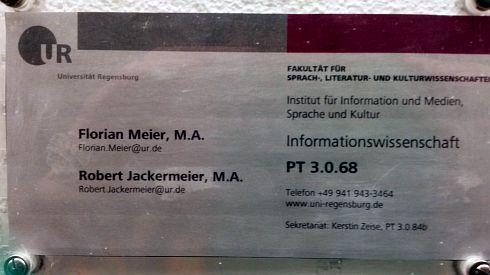 UR
Universität Regensburg
FAKULTÄT FÜR
SPRACH-, LITERATUR- UND KULTURWISSENSCHAFTEN
Institut für Information und Medien,
Sprache und Kultur
Florian Meier, M.A.
Florian.Meier@ur.de
Robert Jackermeier, M.A.
Robert.Jackermeier@ur.de
Informationswissenschaft
PT 3.0.68
Telefon +49 941 943-3464
www.uni-regensburg.de
Sekretariat: Kerstin Zeise, PT 3.0.84b